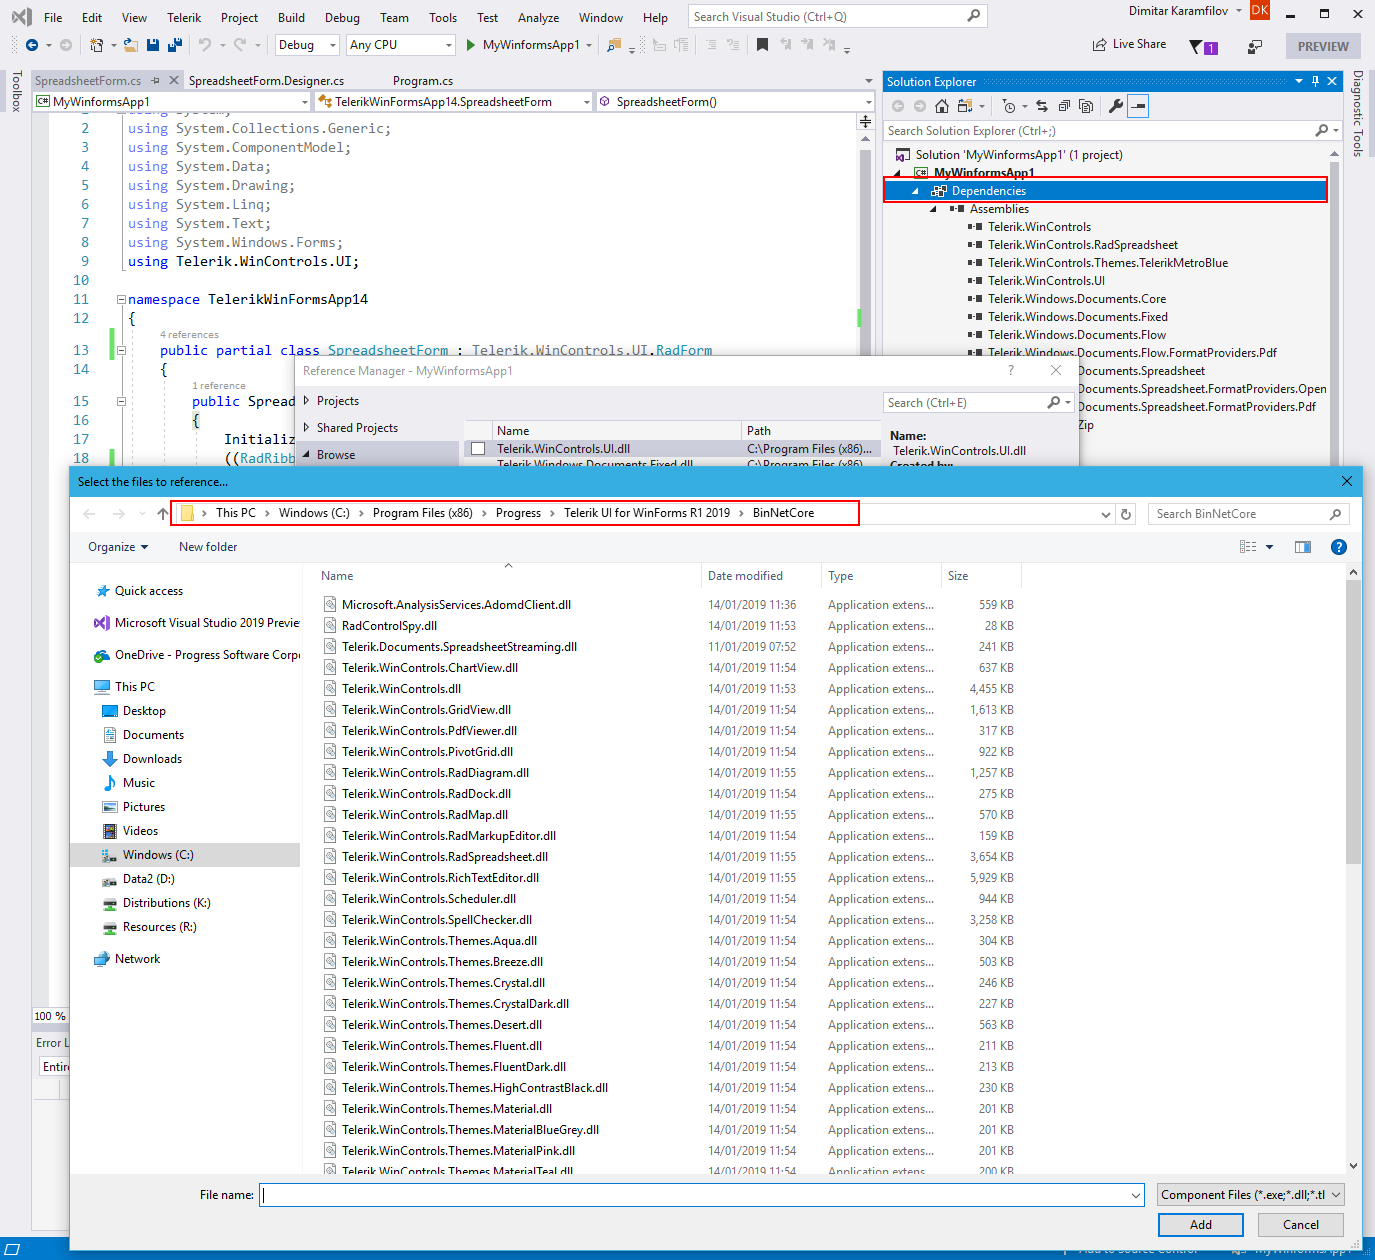 File Edit View Telerik Project Build Debug Team Tools Test Analyze Window Help Search Visual Studio (Ctrl+Q) Dimitar Karamfilov DK
Debug Any CPU MyWinformsApp1 Live Share 1 PREVIEW
Toolbox
SpreadsheetForm.cs SpreadsheetForm.Designer.cs Program.cs
MyWinformsApp1 TelerikWinFormsApp14.SpreadsheetForm SpreadsheetForm()
2 using System.Collections.Generic;
3 using System.ComponentModel;
4 using System.Data;
5 using System.Drawing;
6 using System.Linq;
7 using System.Text;
8 using System.Windows.Forms;
9 using Telerik.WinControls.UI;
10
11 namespace TelerikWinFormsApp14
12 {
4 references
13 public partial class SpreadsheetForm : Telerik.WinControls.UI.RadForm
14 {
1 reference
15 public Spread
16 {
17 Initializ
18 ((RadRibb
100 %
Error L
Entire
Solution Explorer
Diagnostic Tools
Search Solution Explorer (Ctrl+;)
Solution 'MyWinformsApp1' (1 project)
C# MyWinformsApp1
Dependencies
Assemblies
Telerik.WinControls
Telerik.WinControls.RadSpreadsheet
Telerik.WinControls.Themes.TelerikMetroBlue
Telerik.WinControls.UI
Telerik.Windows.Documents.Core
Telerik.Windows.Documents.Fixed
Telerik.Windows.Documents.Flow
Telerik.Windows.Documents.Flow.FormatProviders.Pdf
Documents.Spreadsheet
Documents.Spreadsheet.FormatProviders.Open
Documents.Spreadsheet.FormatProviders.Pdf
Zip
Reference Manager - MyWinformsApp1 ?
Projects
Shared Projects
Browse
Search (Ctrl+E)
Name Path
Telerik.WinControls.UI.dll C:\Program Files (x86)...
Telerik.Windows.Documents.Fixed.dll C:\Program Files (x86)
Name:
Telerik.WinControls.UI.dll
Created by:
Select the files to reference...
This PC Windows (C:) Program Files (x86) Progress Telerik UI for WinForms R1 2019 BinNetCore
Search BinNetCore
Organize New folder
Quick access
Microsoft Visual Studio 2019 Preview
OneDrive - Progress Software Corpo
This PC
Desktop
Documents
Downloads
Music
Pictures
Videos
Windows (C:)
Data2 (D:)
Distributions (K:)
Resources (R:)
Network
Name Date modified Type Size
Microsoft.AnalysisServices.AdomdClient.dll 14/01/2019 11:36 Application extens... 559 KB
RadControlSpy.dll 14/01/2019 11:53 Application extens... 28 KB
Telerik.Documents.SpreadsheetStreaming.dll 11/01/2019 07:52 Application extens... 241 KB
Telerik.WinControls.ChartView.dll 14/01/2019 11:54 Application extens... 637 KB
Telerik.WinControls.dll 14/01/2019 11:53 Application extens... 4,455 KB
Telerik.WinControls.GridView.dll 14/01/2019 11:54 Application extens... 1,613 KB
Telerik.WinControls.PdfViewer.dll 14/01/2019 11:54 Application extens... 317 KB
Telerik.WinControls.PivotGrid.dll 14/01/2019 11:54 Application extens... 922 KB
Telerik.WinControls.RadDiagram.dll 14/01/2019 11:55 Application extens... 1,257 KB
Telerik.WinControls.RadDock.dll 14/01/2019 11:54 Application extens... 275 KB
Telerik.WinControls.RadMap.dll 14/01/2019 11:55 Application extens... 570 KB
Telerik.WinControls.RadMarkupEditor.dll 14/01/2019 11:54 Application extens... 159 KB
Telerik.WinControls.RadSpreadsheet.dll 14/01/2019 11:55 Application extens... 3,654 KB
Telerik.WinControls.RichTextEditor.dll 14/01/2019 11:55 Application extens... 5,929 KB
Telerik.WinControls.Scheduler.dll 14/01/2019 11:54 Application extens... 944 KB
Telerik.WinControls.SpellChecker.dll 14/01/2019 11:54 Application extens... 3,258 KB
Telerik.WinControls.Themes.Aqua.dll 14/01/2019 11:54 Application extens... 304 KB
Telerik.WinControls.Themes.Breeze.dll 14/01/2019 11:54 Application extens... 503 KB
Telerik.WinControls.Themes.Crystal.dll 14/01/2019 11:54 Application extens... 246 KB
Telerik.WinControls.Themes.CrystalDark.dll 14/01/2019 11:54 Application extens... 227 KB
Telerik.WinControls.Themes.Desert.dll 14/01/2019 11:54 Application extens... 563 KB
Telerik.WinControls.Themes.Fluent.dll 14/01/2019 11:54 Application extens... 211 KB
Telerik.WinControls.Themes.FluentDark.dll 14/01/2019 11:54 Application extens... 213 KB
Telerik.WinControls.Themes.HighContrastBlack.dll 14/01/2019 11:54 Application extens... 230 KB
Telerik.WinControls.Themes.Material.dll 14/01/2019 11:54 Application extens... 201 KB
Telerik.WinControls.Themes.MaterialBlueGrey.dll 14/01/2019 11:54 Application extens... 201 KB
Telerik.WinControls.Themes.MaterialPink.dll 14/01/2019 11:54 Application extens... 201 KB
Telerik.WinControls.Themes.MaterialTeal.dll 14/01/2019 11:54 Application extens... 200 KB
File name: Component Files (*.exe;*.dll;*.tl
Add Cancel
Add to Source Control MyWinformsApp1